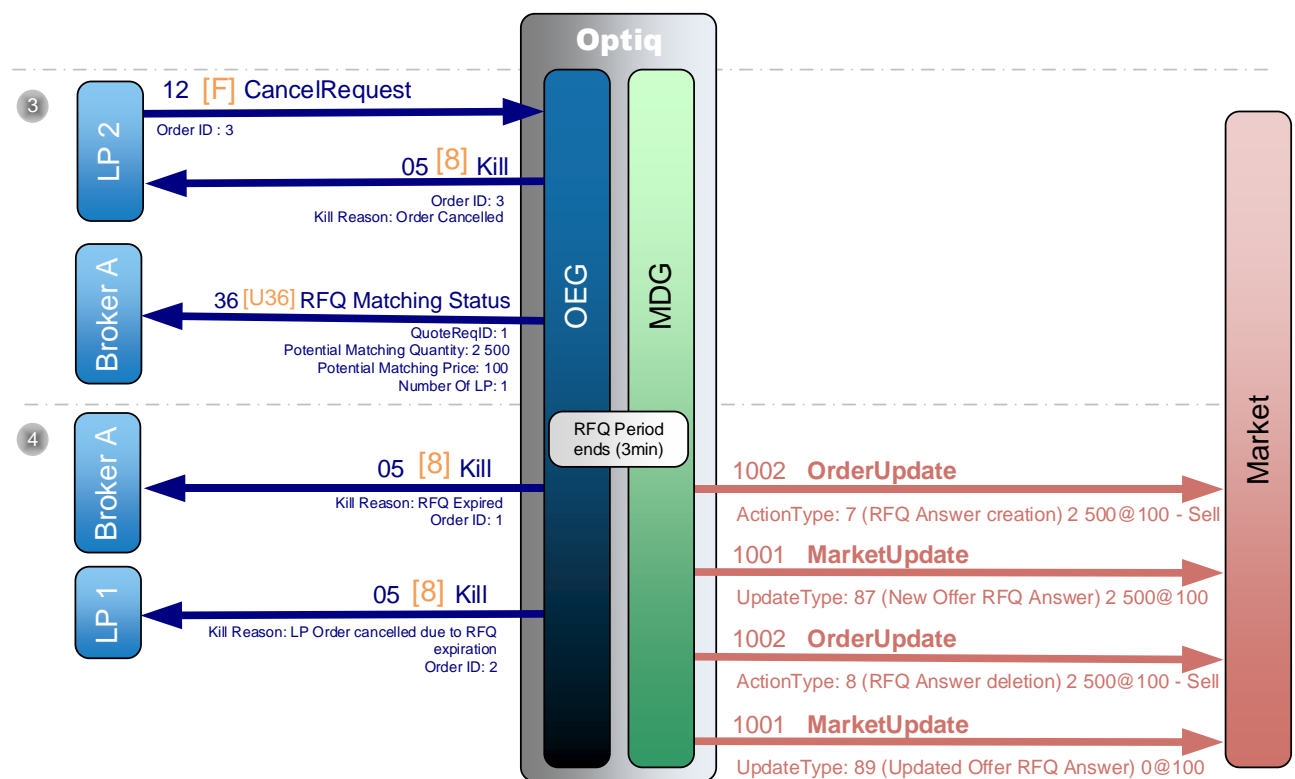 Optiq
3
LP 2
12 [F] CancelRequest
Order ID : 3
05 [8] Kill
Order ID: 3
Kill Reason: Order Cancelled
Broker A
36 [U36] RFQ Matching Status
QuoteReqID: 1
Potential Matching Quantity: 2 500
Potential Matching Price: 100
Number Of LP: 1
OEG
MDG
Market
4
RFQ Period
ends (3min)
Broker A
05 [8] Kill
Kill Reason: RFQ Expired
Order ID: 1
LP 1
05 [8] Kill
Kill Reason: LP Order cancelled due to RFQ
expiration
Order ID: 2
1002 OrderUpdate
ActionType: 7 (RFQ Answer creation) 2 500@100 - Sell
1001 MarketUpdate
UpdateType: 87 (New Offer RFQ Answer) 2 500@100
1002 OrderUpdate
ActionType: 8 (RFQ Answer deletion) 2 500@100 - Sell
1001 MarketUpdate
UpdateType: 89 (Updated Offer RFQ Answer) 0@100